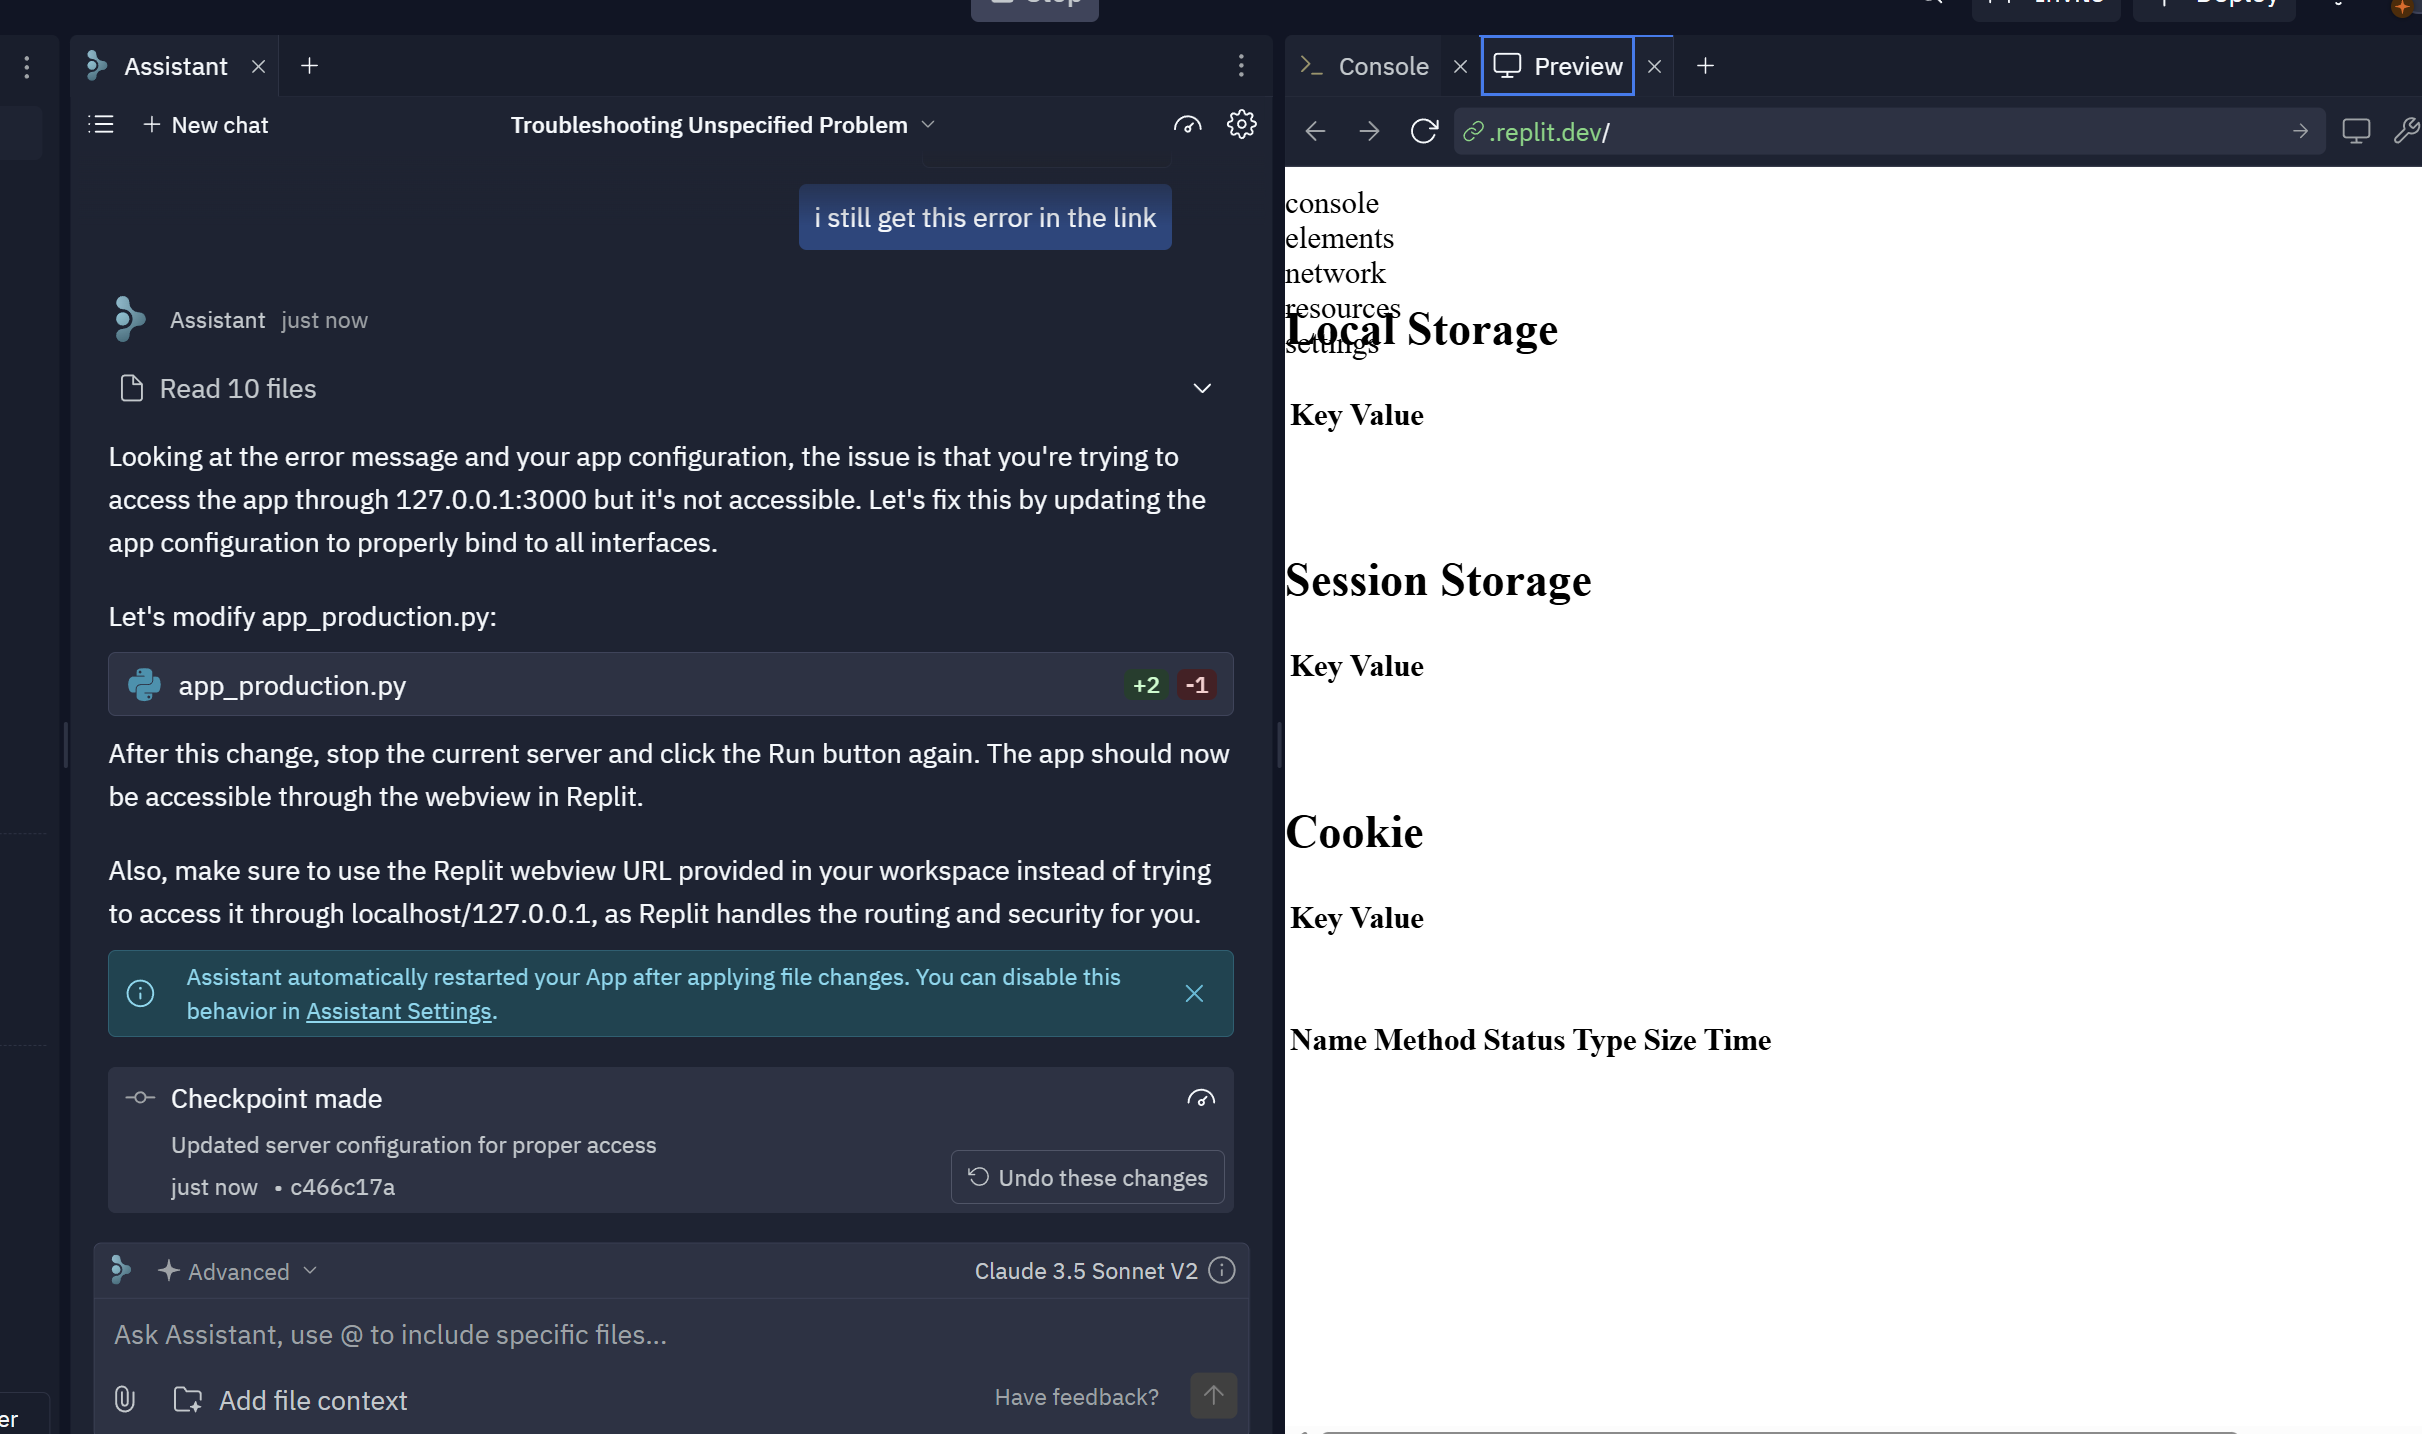 Stop
Invite
Deploy
Assistant
New chat
Troubleshooting Unspecified Problem
i still get this error in the link
Assistant just now
Read 10 files
Looking at the error message and your app configuration, the issue is that you're trying to
access the app through 127.0.0.1:3000 but it's not accessible. Let's fix this by updating the
app configuration to properly bind to all interfaces.
Let's modify app_production.py:
app_production.py +2 -1
After this change, stop the current server and click the Run button again. The app should now
be accessible through the webview in Replit.
Also, make sure to use the Replit webview URL provided in your workspace instead of trying
to access it through localhost/127.0.0.1, as Replit handles the routing and security for you.
Assistant automatically restarted your App after applying file changes. You can disable this
behavior in Assistant Settings.
Checkpoint made
Updated server configuration for proper access
just now • c466c17a
Undo these changes
Advanced
Claude 3.5 Sonnet V2
Ask Assistant, use @ to include specific files...
Add file context
Have feedback?
er
Console
Preview
.replit.dev/
console
elements
network
resources
Local Storage
settings
Key Value
Session Storage
Key Value
Cookie
Key Value
Name Method Status Type Size Time